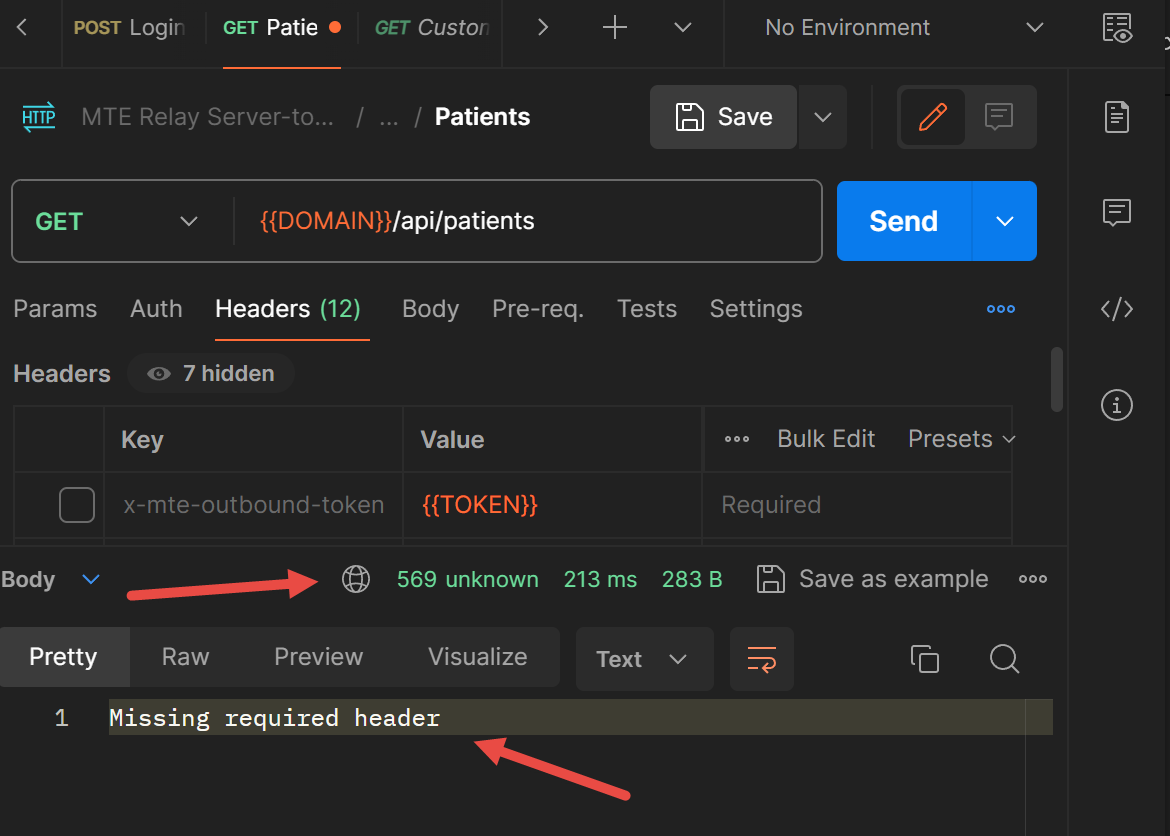 POST Login GET Patie GET Custon No Environment
HTTP MTE Relay Server-to... / ... / Patients Save
GET {{DOMAIN}}/api/patients Send
Params Auth Headers (12) Body Pre-req. Tests Settings
Headers 7 hidden
Key Value Bulk Edit Presets
x-mte-outbound-token {{TOKEN}} Required
Body 569 unknown 213 ms 283 B Save as example
Pretty Raw Preview Visualize Text
1 Missing required header